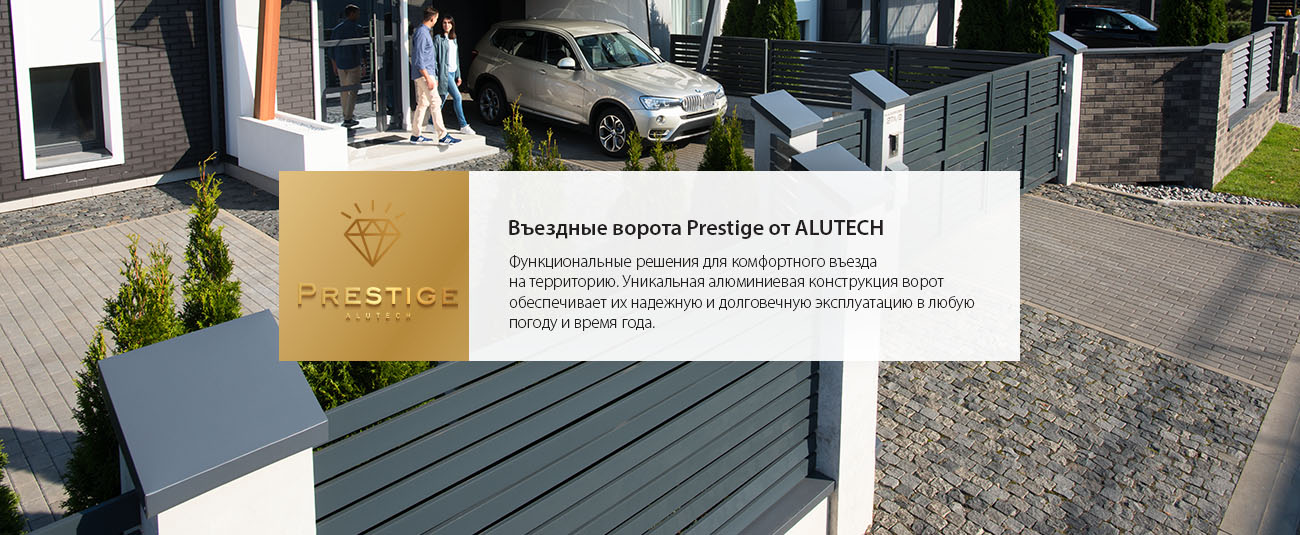 PRESTIGE
ALUTECH
Въездные ворота Prestige от ALUTECH
Функциональные решения для комфортного въезда
на территорию. Уникальная алюминиевая конструкция ворот
обеспечивает их надежную и долговечную эксплуатацию в любую
погоду и время года.